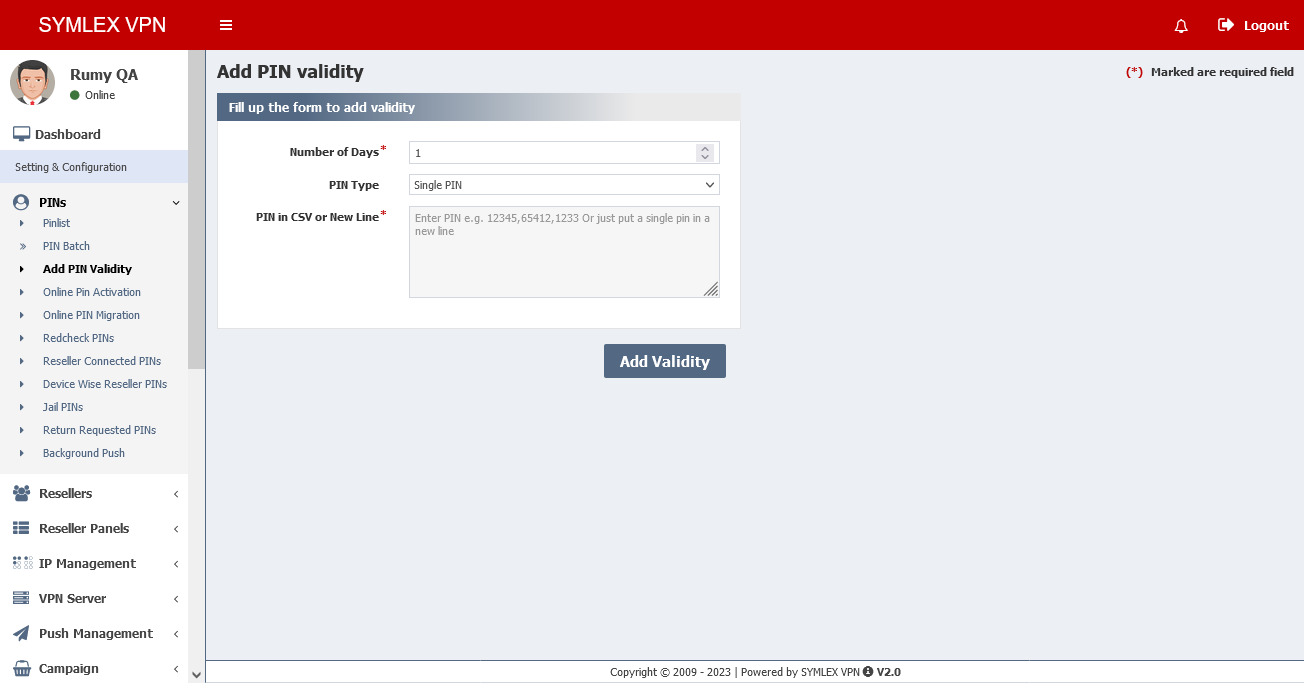 SYMLEX VPN
Logout
Rumy QA
Online
Dashboard
Setting & Configuration
PINs
Pinlist
PIN Batch
Add PIN Validity
Online Pin Activation
Online PIN Migration
Redcheck PINs
Reseller Connected PINs
Device Wise Reseller PINs
Jail PINs
Return Requested PINs
Background Push
Resellers
Reseller Panels
IP Management
VPN Server
Push Management
Campaign
Add PIN validity
(*) Marked are required field
Fill up the form to add validity
Number of Days*
1
PIN Type
Single PIN
PIN in CSV or New Line*
Enter PIN e.g. 12345,65412,1233 Or just put a single pin in a
new line
Add Validity
Copyright © 2009 - 2023 | Powered by SYMLEX VPN V2.0